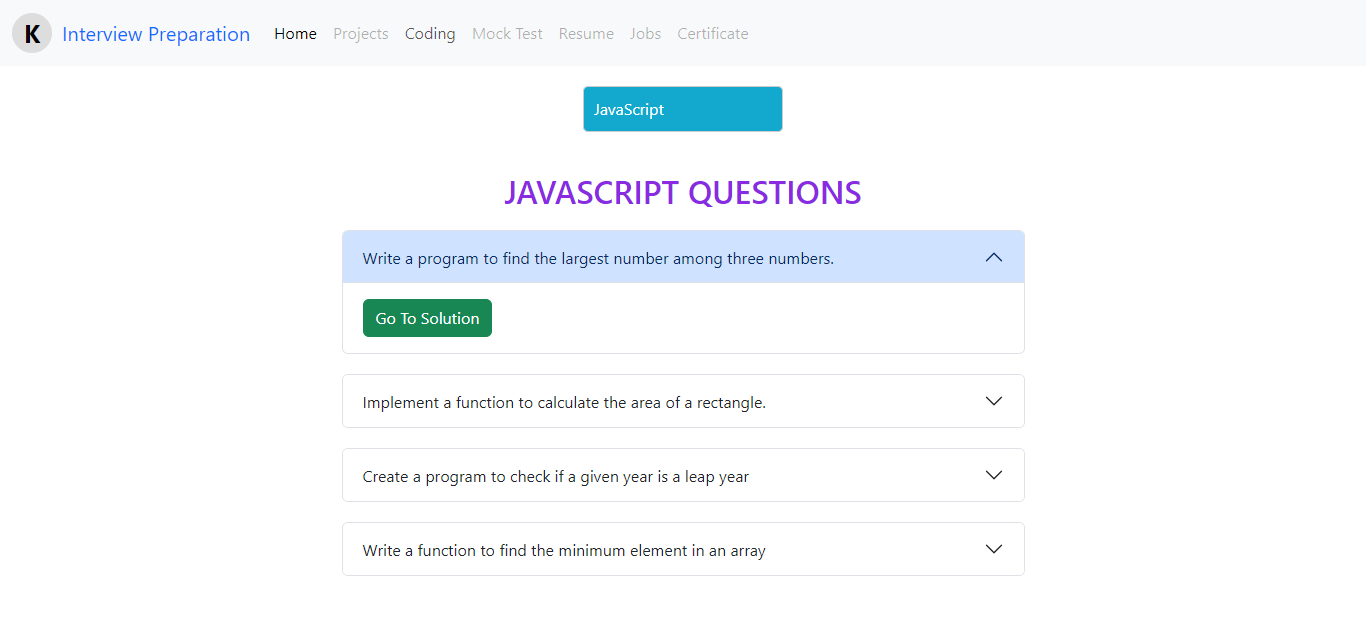 K Interview Preparation Home Projects Coding Mock Test Resume Jobs Certificate
JavaScript
JAVASCRIPT QUESTIONS
Write a program to find the largest number among three numbers.
Go To Solution
Implement a function to calculate the area of a rectangle.
Create a program to check if a given year is a leap year
Write a function to find the minimum element in an array